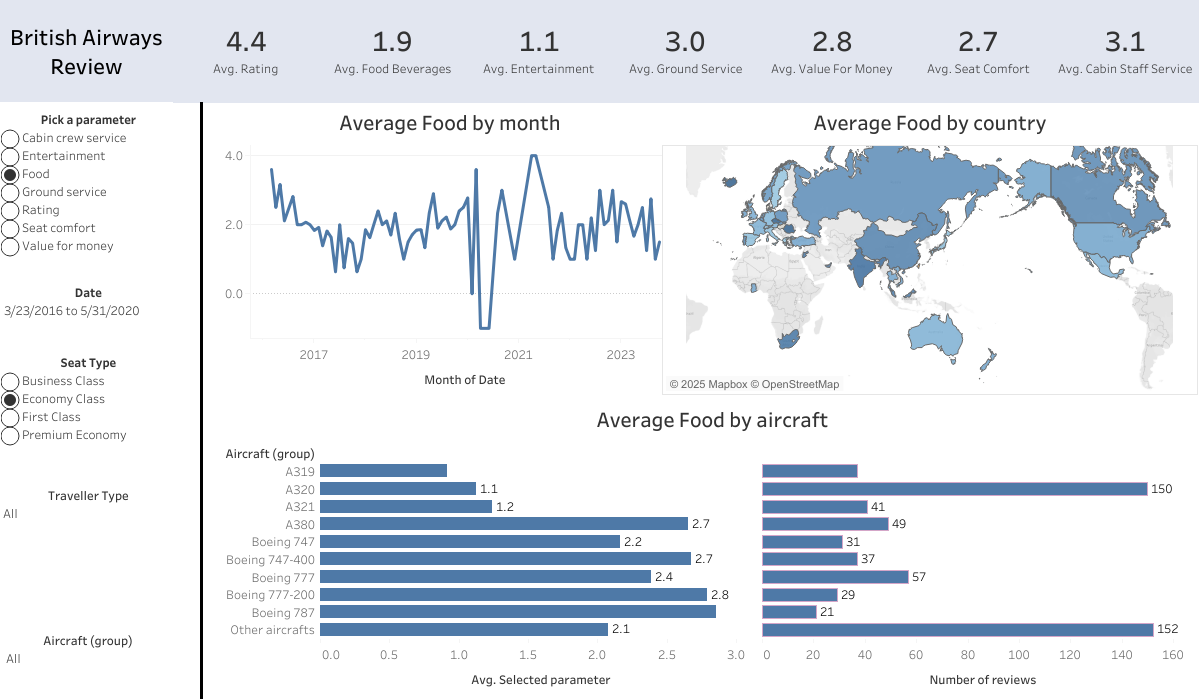 British Airways
Review
4.4
Avg. Rating
1.9
Avg. Food Beverages
1.1
Avg. Entertainment
3.0
Avg. Ground Service
2.8
Avg. Value For Money
2.7
Avg. Seat Comfort
3.1
Avg. Cabin Staff Service
Pick a parameter
Cabin crew service
Entertainment
Food
Ground service
Rating
Seat comfort
Value for money
Date
3/23/2016 to 5/31/2020
Seat Type
Business Class
Economy Class
First Class
Premium Economy
Traveller Type
All
Aircraft (group)
All
Average Food by month
4.0
2.0
0.0
2017 2019 2021 2023
Month of Date
Average Food by country
© 2025 Mapbox © OpenStreetMap
Average Food by aircraft
Aircraft (group)
A319
A320 1.1 150
A321 1.2 41
A380 2.7 49
Boeing 747 2.2 31
Boeing 747-400 2.7 37
Boeing 777 2.4 57
Boeing 777-200 2.8 29
Boeing 787 21
Other aircrafts 2.1 152
0.0 0.5 1.0 1.5 2.0 2.5 3.0
Avg. Selected parameter
0 20 40 60 80 100 120 140 160
Number of reviews